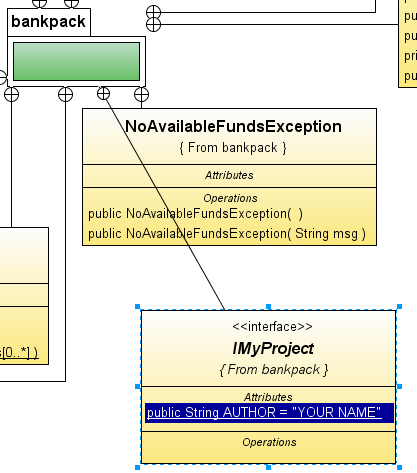 bankpack
pu
pu
pu
pri
pu
NoAvailableFundsException
{ From bankpack }
Attributes
Operations
public NoAvailableFundsException( )
public NoAvailableFundsException( String msg )
s[0..*] )
<<interface>>
IMyProject
{ From bankpack }
Attributes
public String AUTHOR = "YOUR NAME"
Operations